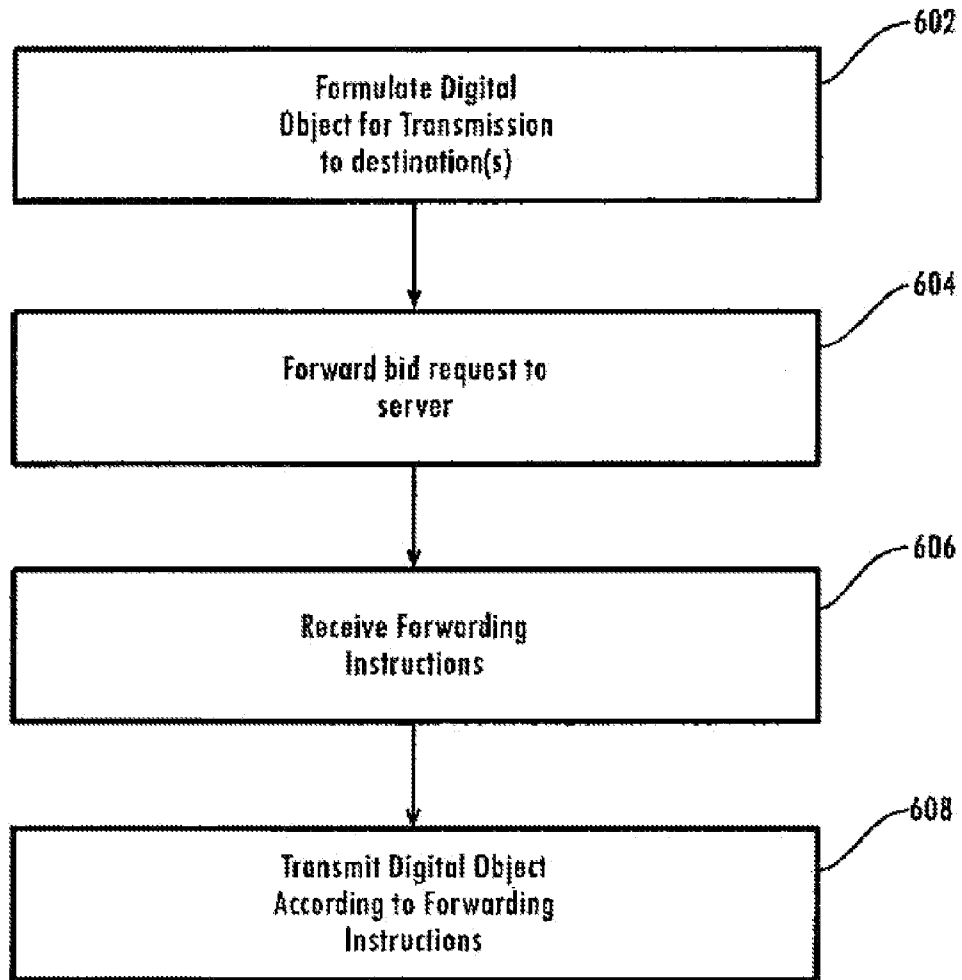 602
Formulate Digital
Object for Transmission
to destination(s)
604
Forward bid request to
server
606
Receive Forwarding
Instructions
608
Transmit Digital Object
According to Forwarding
Instructions